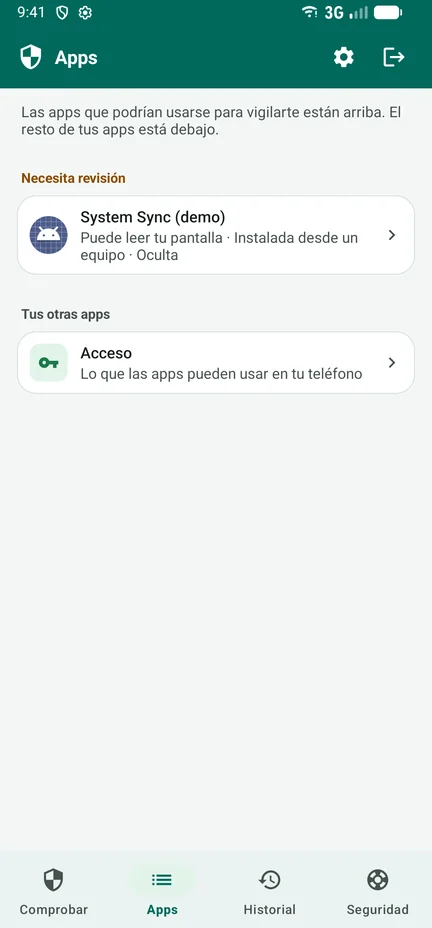 9:41
3G
Apps
Las apps que podrían usarse para vigilarte están arriba. El
resto de tus apps está debajo.
Necesita revisión
System Sync (demo)
Puede leer tu pantalla · Instalada desde un
equipo · Oculta
Tus otras apps
Acceso
Lo que las apps pueden usar en tu teléfono
Comprobar
Apps
Historial
Seguridad